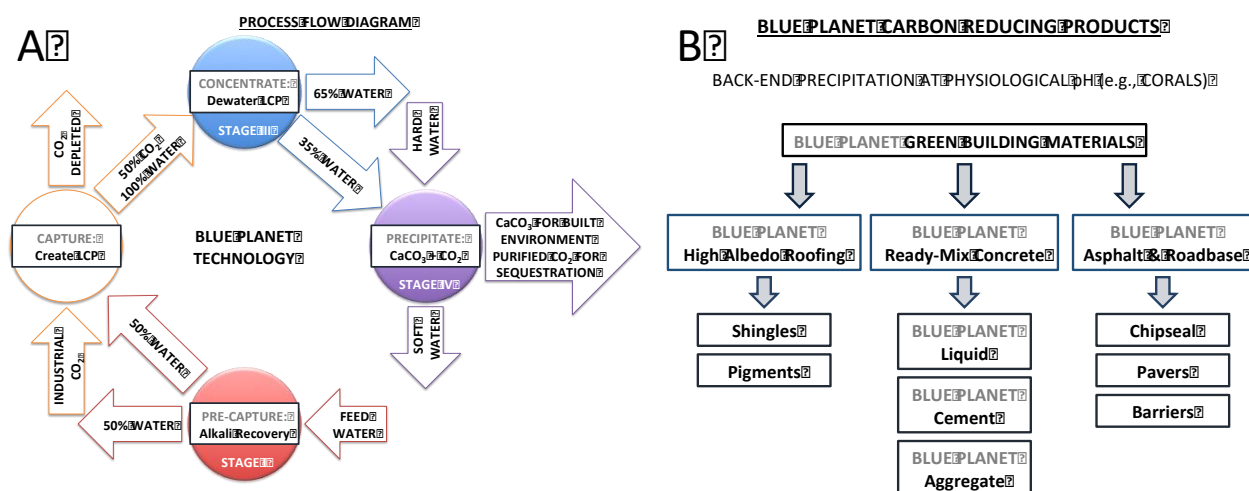 PROCESS FLOW DIAGRAM
A
CONCENTRATE:
Dewater LCP
STAGE III
65% WATER
HARD
WATER
35% WATER
CO2
DEPLETED
50% CO2
100% WATER
CAPTURE:
Create LCP
BLUE PLANET
TECHNOLOGY
PRECIPITATE:
CaCO3 + CO2
STAGE IV
CaCO3 FOR BUILT
ENVIRONMENT
PURIFIED CO2 FOR
SEQUESTRATION
SOFT
WATER
INDUSTRIAL
CO2
50% WATER
50% WATER
PRE-CAPTURE:
Alkali Recovery
STAGE I
FEED
WATER
B
BLUE PLANET CARBON REDUCING PRODUCTS
BACK-END PRECIPITATION AT PHYSIOLOGICAL pH (e.g., CORALS)
BLUE PLANET GREEN BUILDING MATERIALS
BLUE PLANET
High Albedo Roofing
BLUE PLANET
Ready-Mix Concrete
BLUE PLANET
Asphalt & Roadbase
Shingles
Pigments
BLUE PLANET
Liquid
BLUE PLANET
Cement
BLUE PLANET
Aggregate
Chipseal
Pavers
Barriers